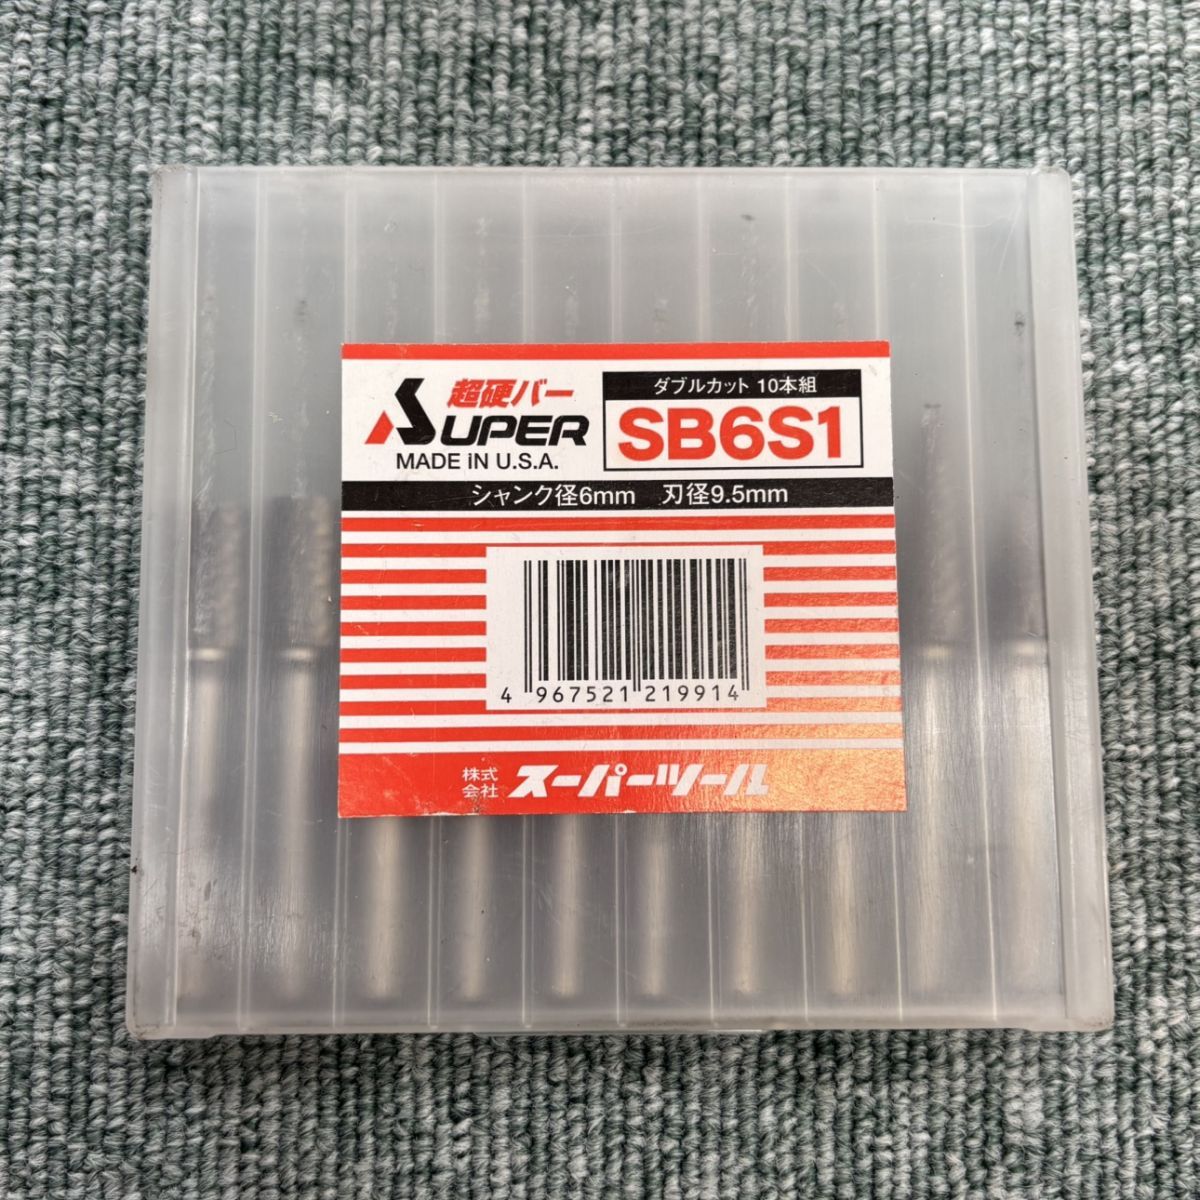 超硬バー
SUPER
MADE iN U.S.A.
ダブルカット 10本組
SB6S1
シャンク径6mm 刃径9.5mm
4 967521 219914
株式会社 スーパーツール